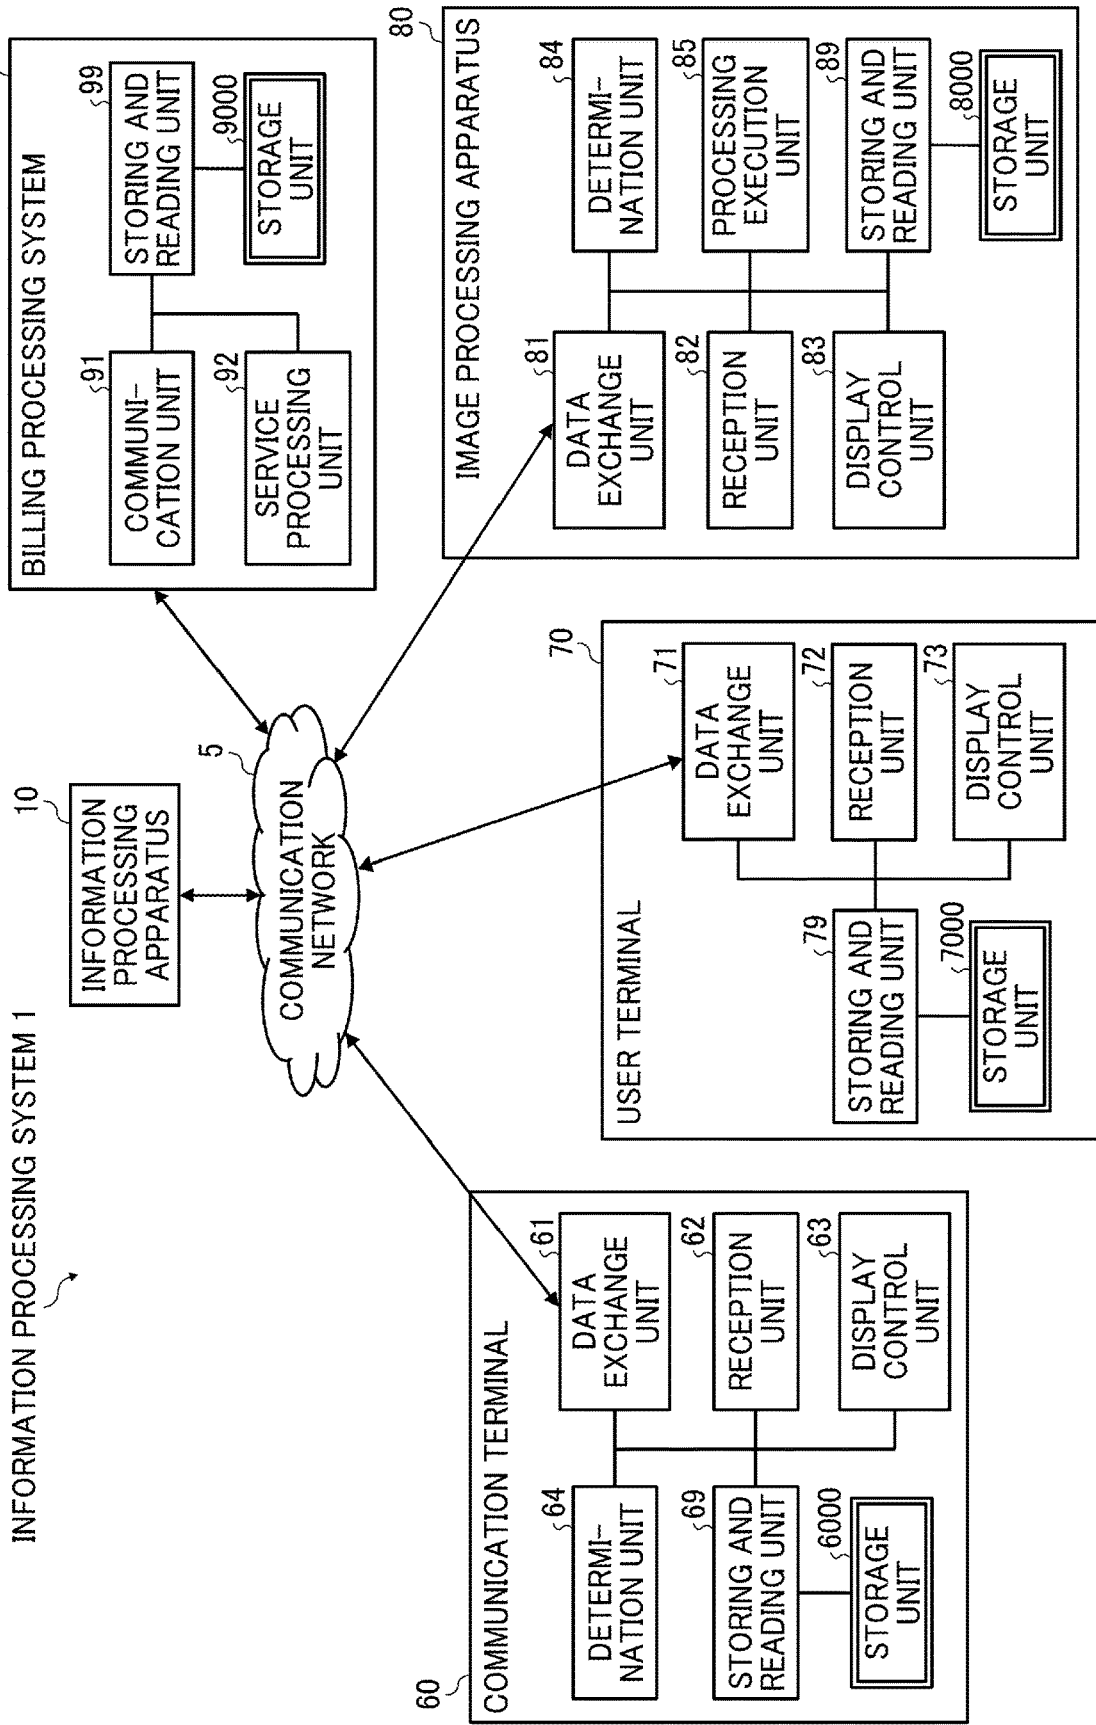 INFORMATION PROCESSING SYSTEM 1
10
INFORMATION
PROCESSING
APPARATUS
5
COMMUNICATION
NETWORK
60
COMMUNICATION TERMINAL
64
DETERMI-
NATION UNIT
61
DATA
EXCHANGE
UNIT
69
STORING AND
READING UNIT
62
RECEPTION
UNIT
6000
STORAGE
UNIT
63
DISPLAY
CONTROL
UNIT
70
USER TERMINAL
71
DATA
EXCHANGE
UNIT
79
STORING AND
READING UNIT
72
RECEPTION
UNIT
7000
STORAGE
UNIT
73
DISPLAY
CONTROL
UNIT
80
IMAGE PROCESSING APPARATUS
81
DATA
EXCHANGE
UNIT
84
DETERMI-
NATION UNIT
82
RECEPTION
UNIT
85
PROCESSING
EXECUTION
UNIT
83
DISPLAY
CONTROL
UNIT
89
STORING AND
READING UNIT
8000
STORAGE
UNIT
BILLING PROCESSING SYSTEM
91
COMMUNI-
CATION UNIT
99
STORING AND
READING UNIT
92
SERVICE
PROCESSING
UNIT
9000
STORAGE
UNIT